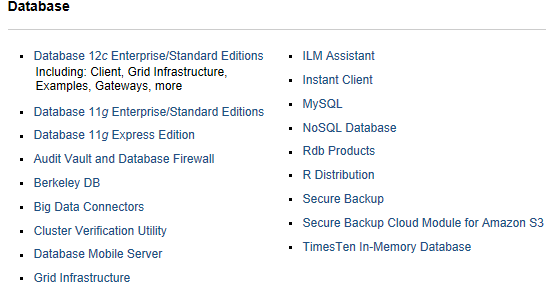 Database
Database 12c Enterprise/Standard Editions
Including: Client, Grid Infrastructure,
Examples, Gateways, more
Database 11g Enterprise/Standard Editions
Database 11g Express Edition
Audit Vault and Database Firewall
Berkeley DB
Big Data Connectors
Cluster Verification Utility
Database Mobile Server
Grid Infrastructure
ILM Assistant
Instant Client
MySQL
NoSQL Database
Rdb Products
R Distribution
Secure Backup
Secure Backup Cloud Module for Amazon S3
TimesTen In-Memory Database